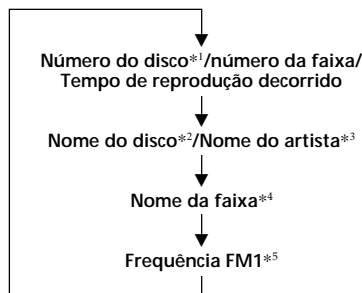 Número do disco*1/número da faixa/
Tempo de reprodução decorrido
Nome do disco*2/Nome do artista*3
Nome da faixa*4
Frequência FM1*5